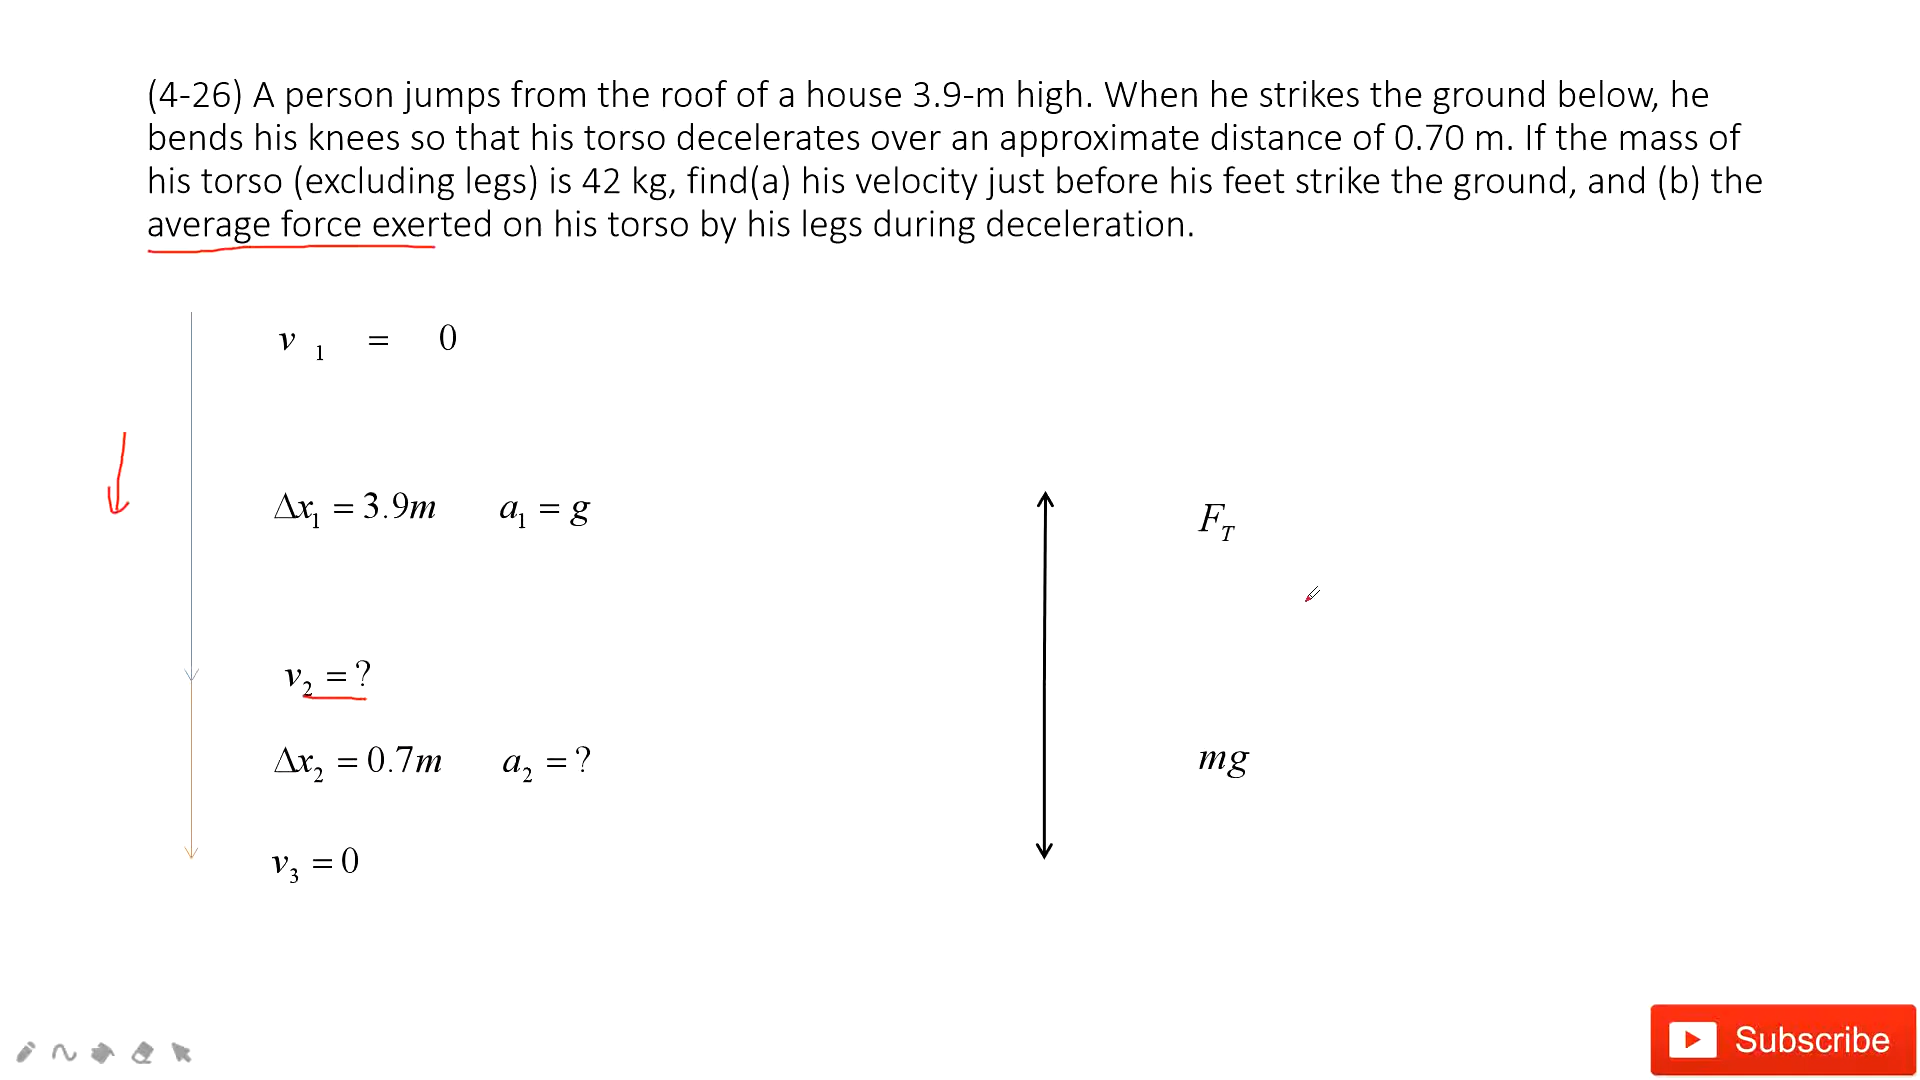 (4-26) A person jumps from the roof of a house 3.9-m high. When he strikes the ground below, he
bends his knees so that his torso decelerates over an approximate distance of 0.70 m. If the mass of
his torso (excluding legs) is 42 kg, find(a) his velocity just before his feet strike the ground, and (b) the
average force exerted on his torso by his legs during deceleration.
v₁ = 0
Δx₁ = 3.9m a₁ = g
F_T
v₂ = ?
Δx₂ = 0.7m a₂ = ?
mg
v₃ = 0
Subscribe